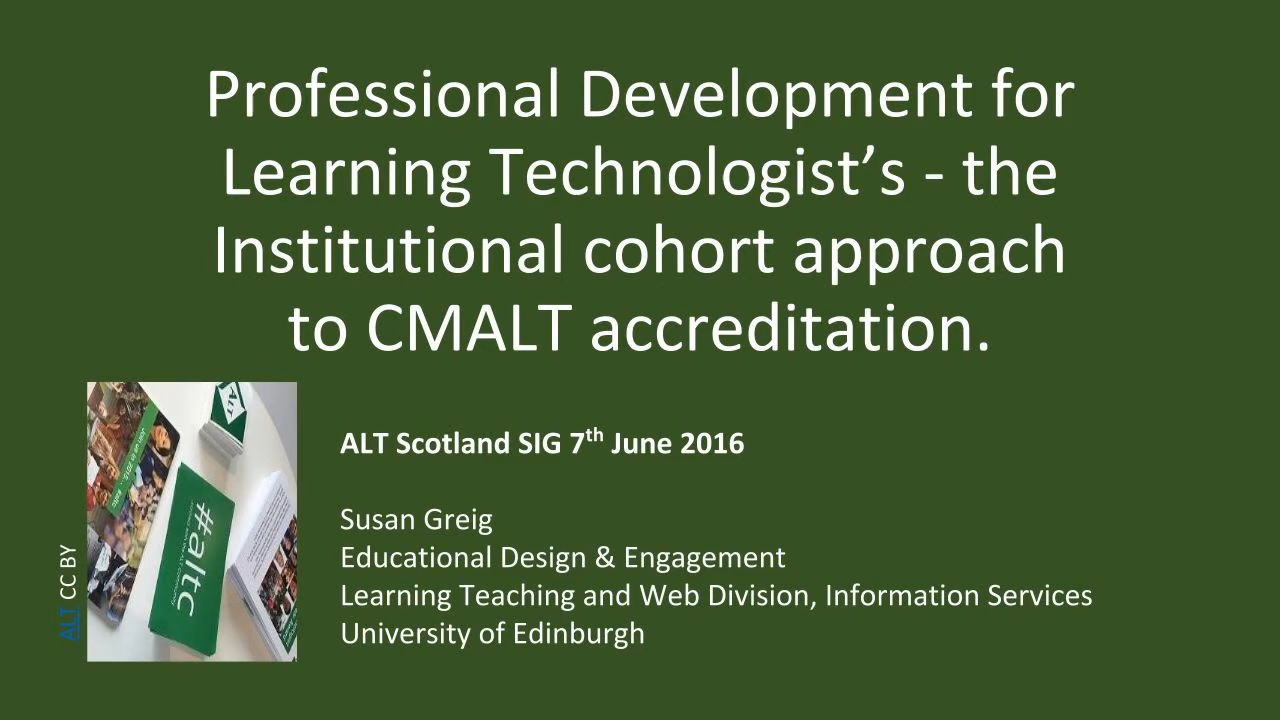 Professional Development for
Learning Technologist’s - the
Institutional cohort approach
to CMALT accreditation.
ALT
#altc
ALT Scotland SIG 7th June 2016
Susan Greig
Educational Design & Engagement
Learning Teaching and Web Division, Information Services
University of Edinburgh
ALT CC BY